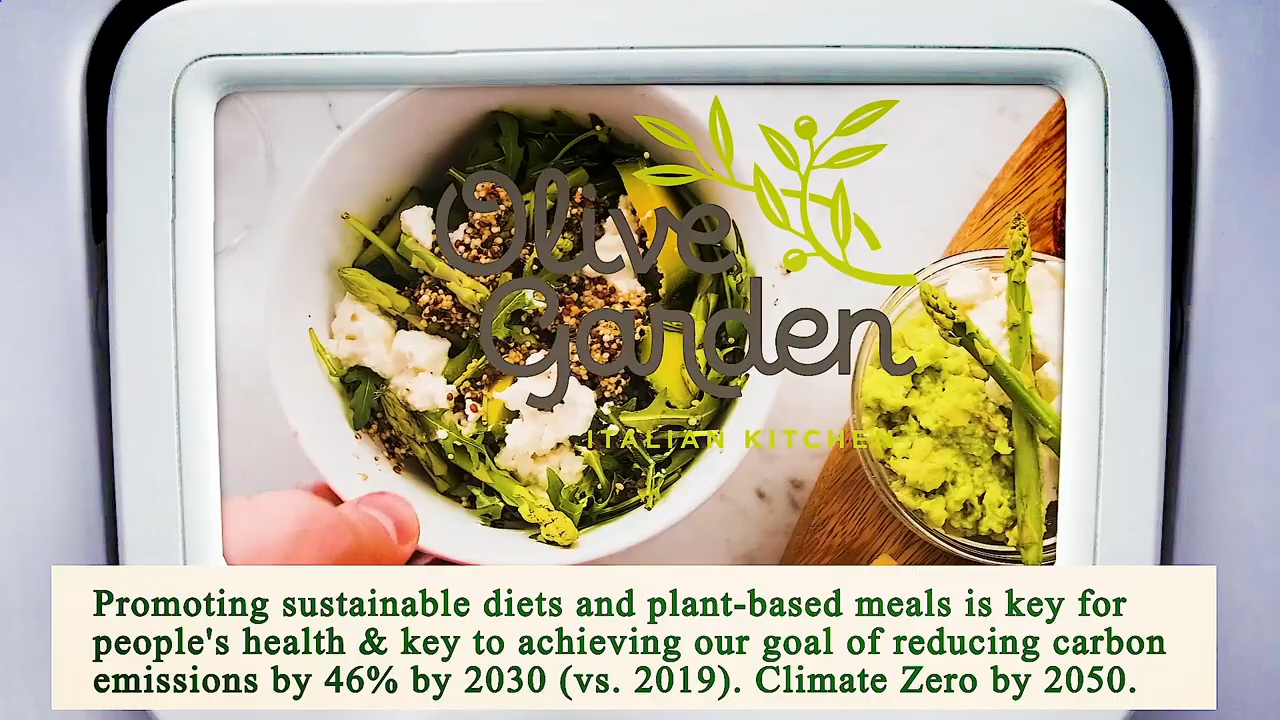 Olive
Garden
ITALIAN KITCHEN
Promoting sustainable diets and plant-based meals is key for
people's health & key to achieving our goal of reducing carbon
emissions by 46% by 2030 (vs. 2019). Climate Zero by 2050.